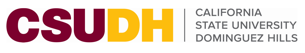 CSUDH
CALIFORNIA
STATE UNIVERSITY
DOMINGUEZ HILLS